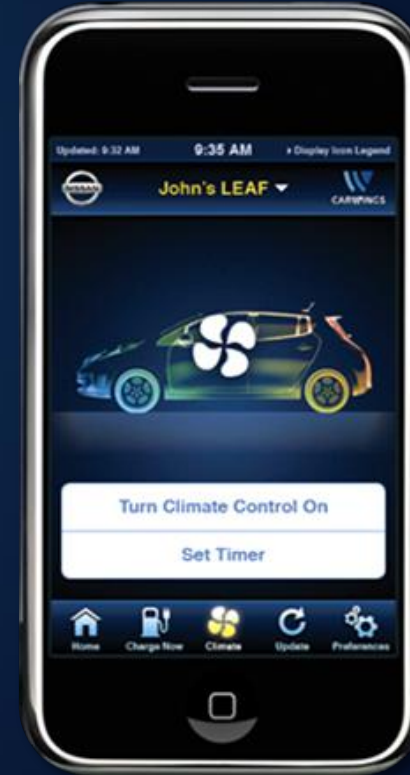 Updated: 9:32 AM 9:35 AM Display Icon Legend
NISSAN John's LEAF CARWINGS
Turn Climate Control On
Set Timer
Home Charge Now Climate Update Preferences